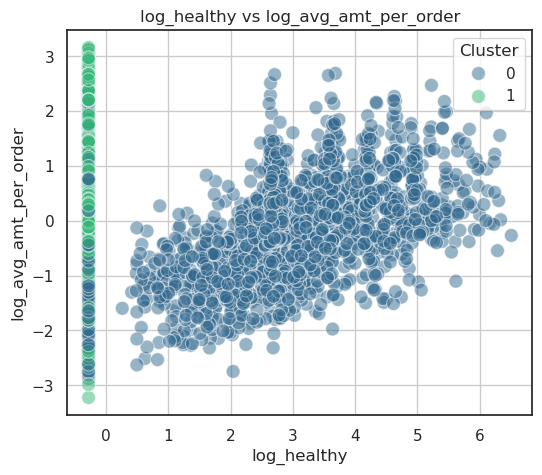 log_healthy vs log_avg_amt_per_order
Cluster
0
1
3
2
1
0
−1
−2
−3
log_avg_amt_per_order
0 1 2 3 4 5 6
log_healthy